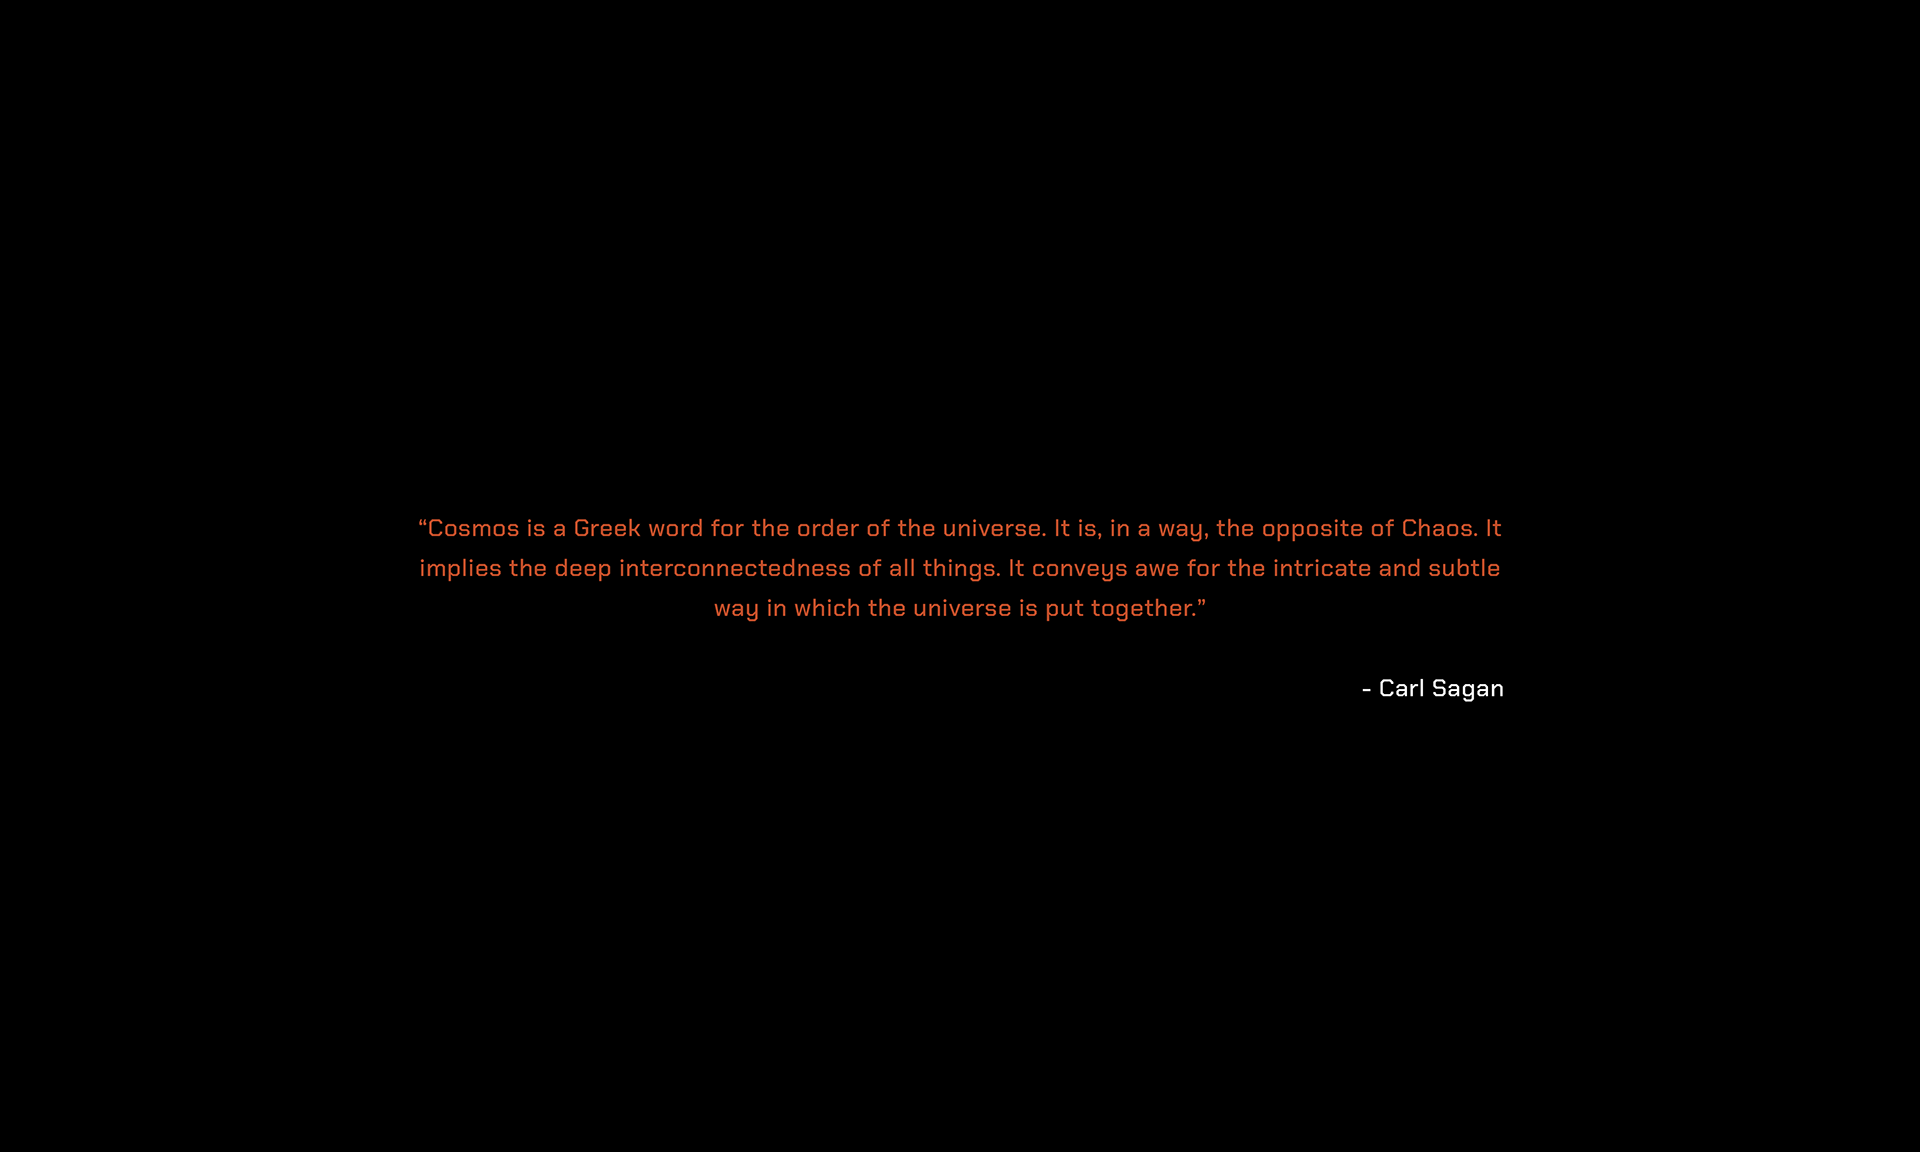 “Cosmos is a Greek word for the order of the universe. It is, in a way, the opposite of Chaos. It
implies the deep interconnectedness of all things. It conveys awe for the intricate and subtle
way in which the universe is put together.”
- Carl Sagan